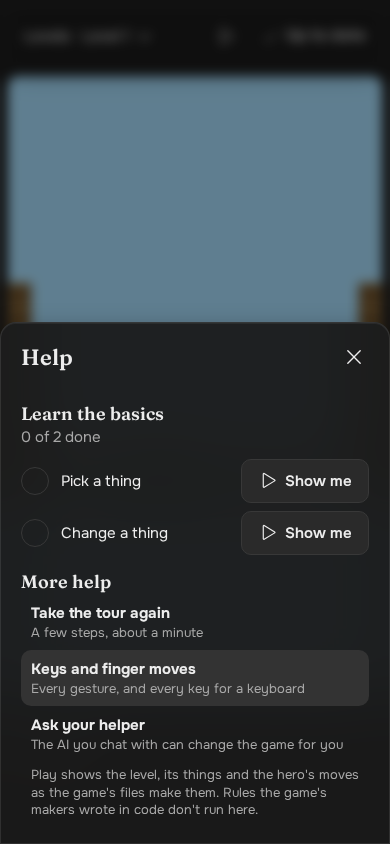 Help
Learn the basics
0 of 2 done
Pick a thing
Show me
Change a thing
Show me
More help
Take the tour again
A few steps, about a minute
Keys and finger moves
Every gesture, and every key for a keyboard
Ask your helper
The AI you chat with can change the game for you
Play shows the level, its things and the hero's moves
as the game's files make them. Rules the game's
makers wrote in code don't run here.